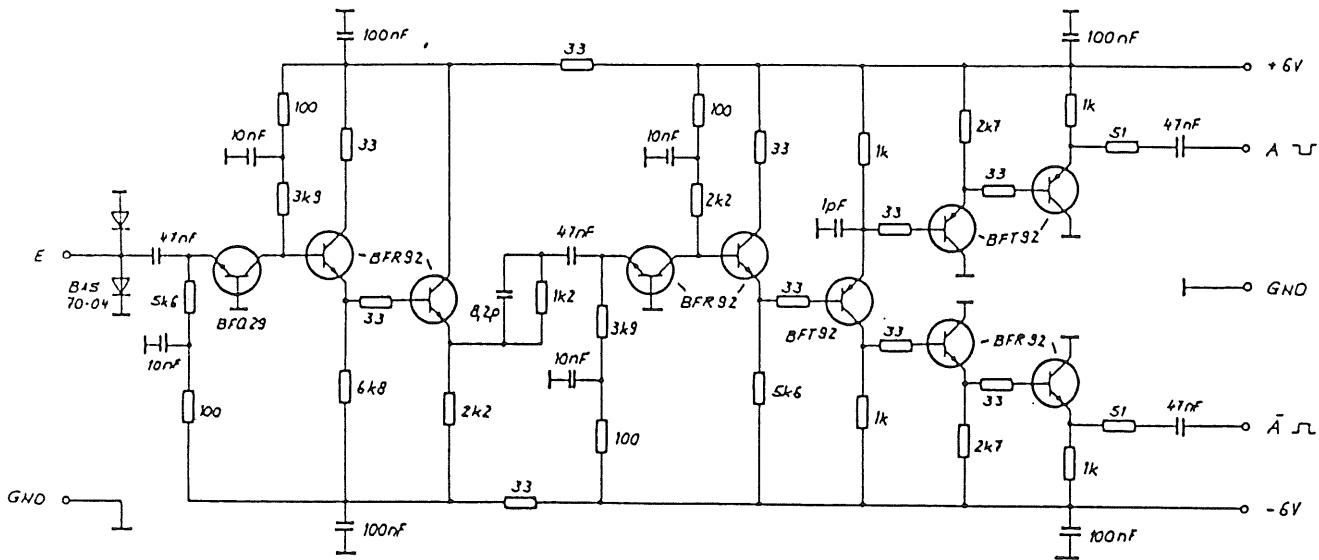 100nF
33
100nF
+6V
100
33
10nF
3k9
100
33
10nF
2k2
1k
2k7
1k
51
47nF
A
33
33
1pF
BFT92
E
BAS
70-04
47nF
5k6
BFQ29
BFR92
33
8,2p
1k2
47nF
BFR92
33
BFT92
GND
10nF
100
6k8
2k2
3k9
10nF
100
5k6
33
1k
BFR92
33
2k7
51
47nF
Ā
1k
GND
33
-6V
100nF
100nF